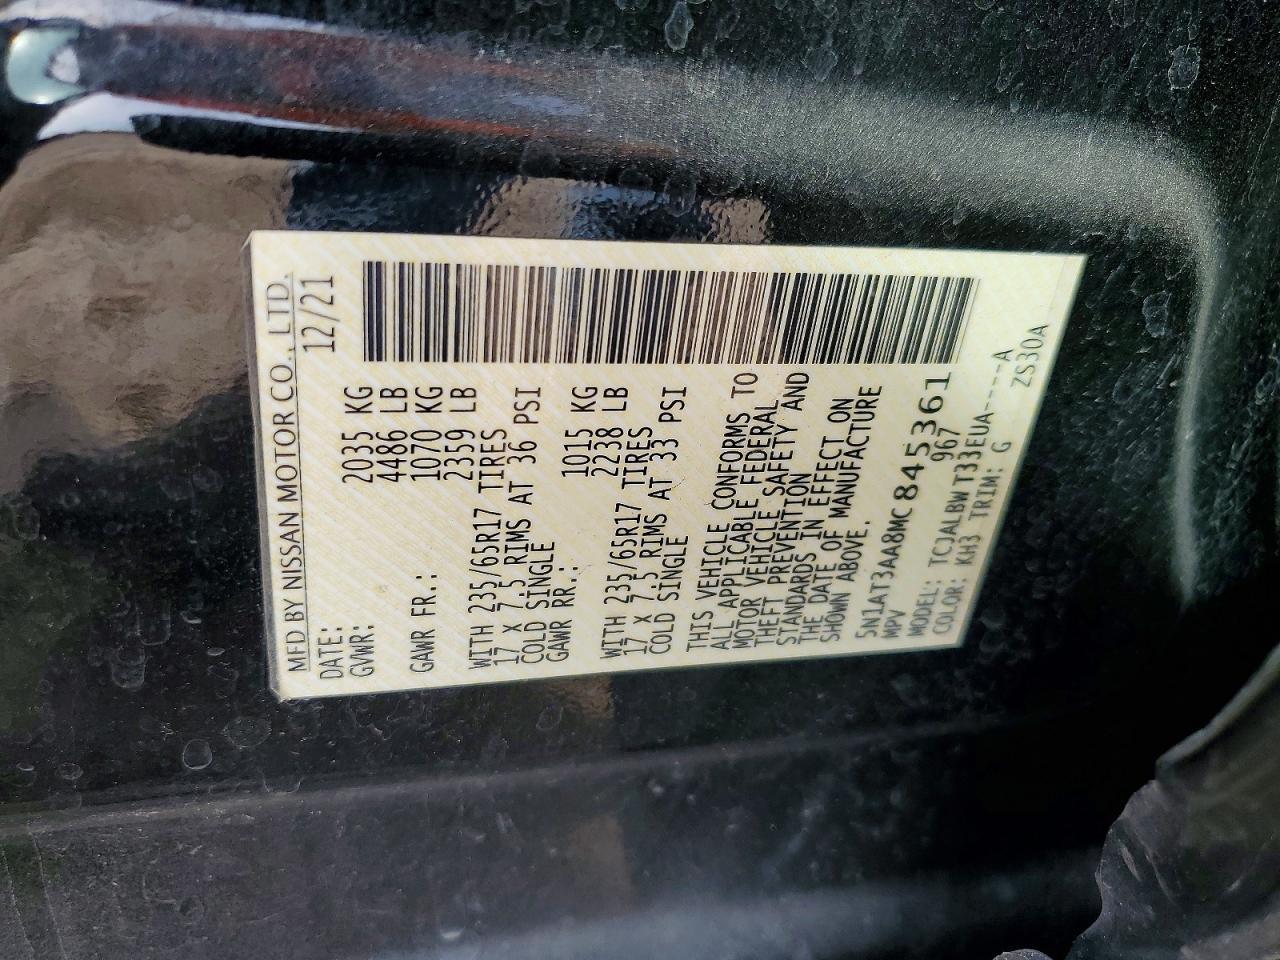 MFD BY NISSAN MOTOR CO., LTD.
DATE: 12/21
GVWR: 2035 KG
4486 LB
GAWR FR.: 1070 KG
2359 LB
WITH 235/65R17 TIRES
17 X 7.5 RIMS AT 36 PSI
COLD SINGLE
GAWR RR.: 1015 KG
2238 LB
WITH 235/65R17 TIRES
17 X 7.5 RIMS AT 33 PSI
COLD SINGLE
THIS VEHICLE CONFORMS TO
ALL APPLICABLE FEDERAL
MOTOR VEHICLE SAFETY AND
THEFT PREVENTION
STANDARDS IN EFFECT ON
THE DATE OF MANUFACTURE
SHOWN ABOVE.
5N1AT3AA8MC845361
MPV 967
MODEL: TCJALBWT33EUA-----A
COLOR: KH3 TRIM: G ZS30A